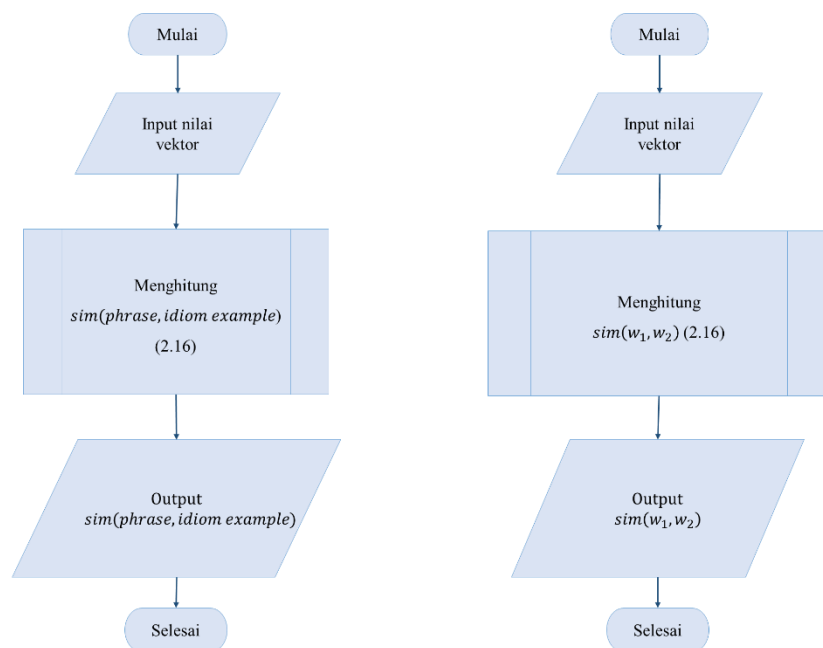 Mulai
Input nilai
vektor
Menghitung
sim(phrase, idiom example)
(2.16)
Output
sim(phrase, idiom example)
Selesai
Mulai
Input nilai
vektor
Menghitung
sim(w₁, w₂) (2.16)
Output
sim(w₁, w₂)
Selesai